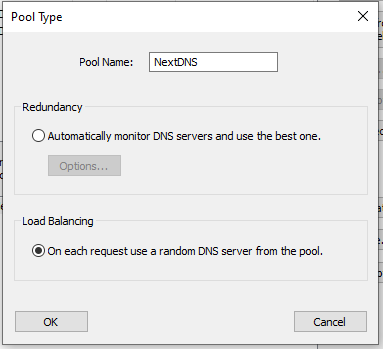 Pool Type
Pool Name: NextDNS
Redundancy
Automatically monitor DNS servers and use the best one.
Options...
Load Balancing
On each request use a random DNS server from the pool.
OK Cancel